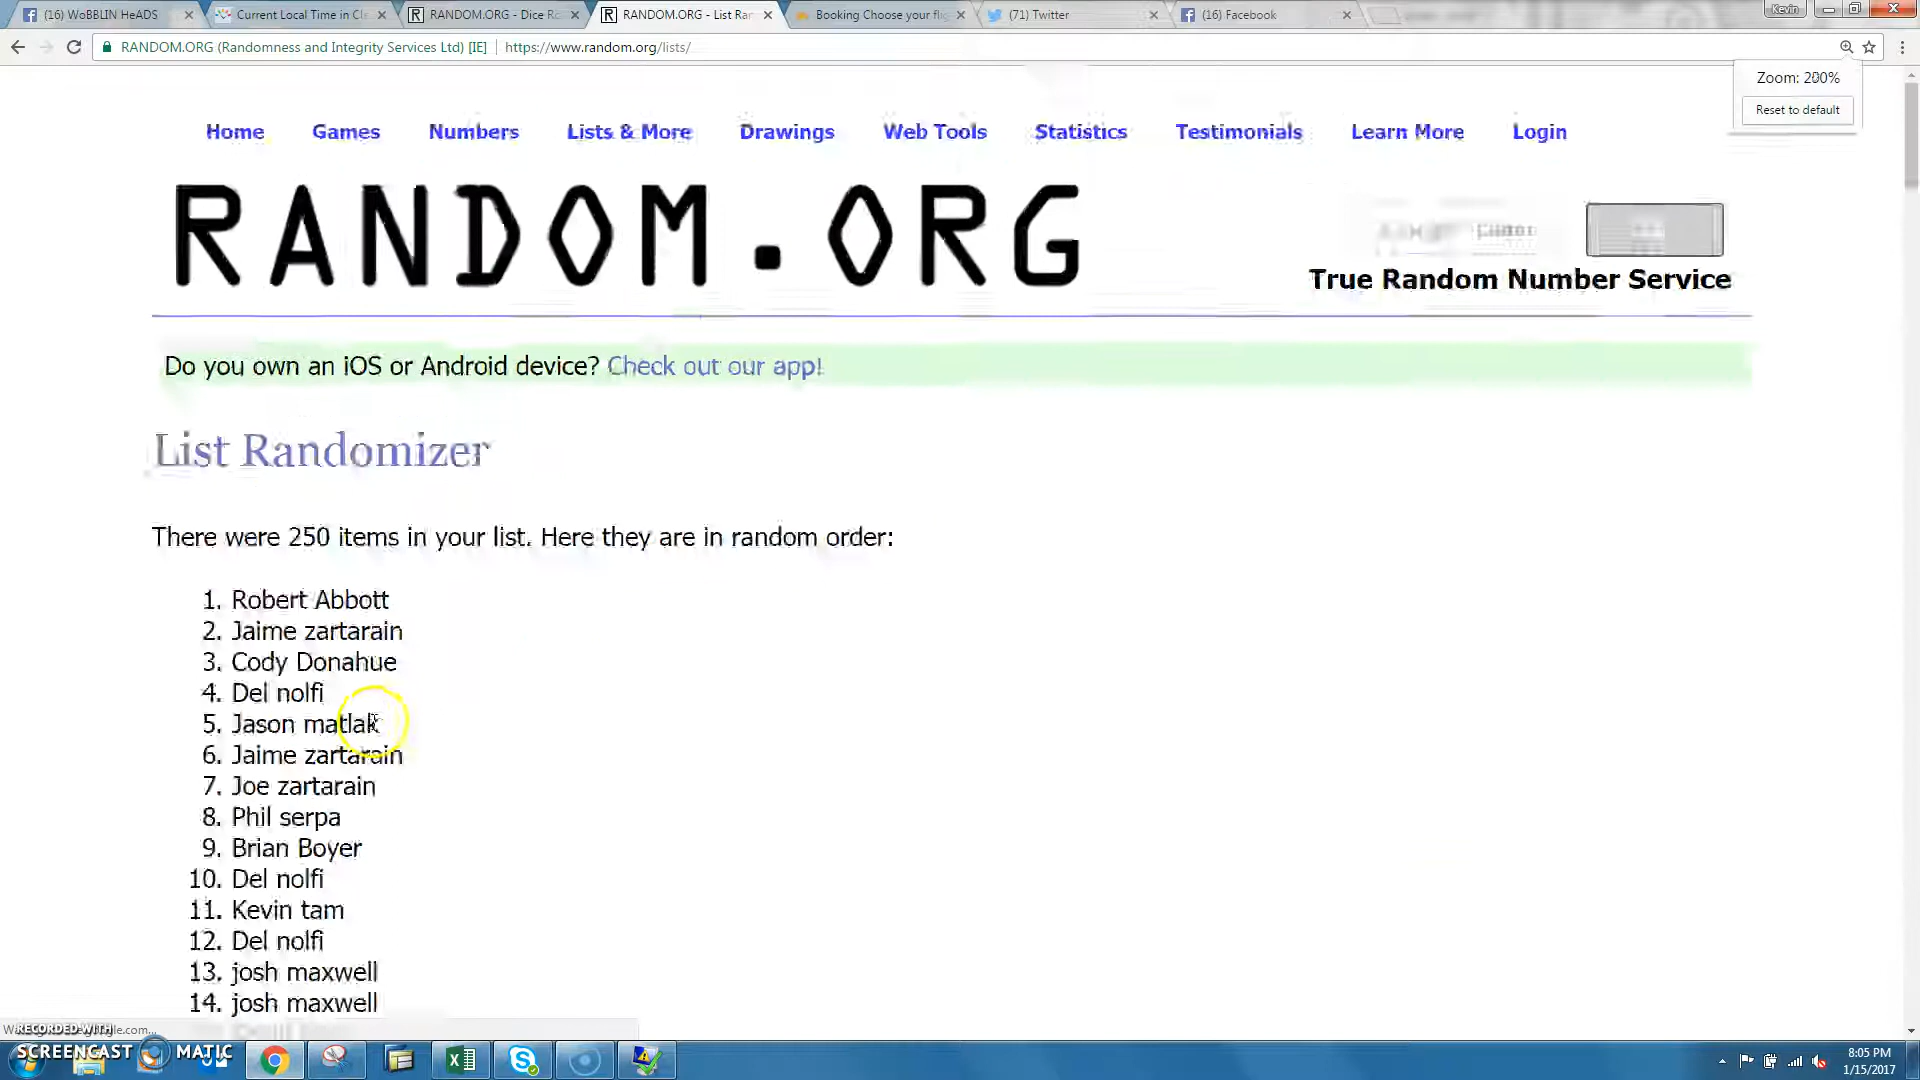 (16) WoBBLIN HeADS
Current Local Time in Cle
RANDOM.ORG - Dice Ro
RANDOM.ORG - List Ran
Booking Choose your flig
(71) Twitter
(16) Facebook
Kevin
RANDOM.ORG (Randomness and Integrity Services Ltd) [IE]
https://www.random.org/lists/
Zoom: 200%
Reset to default
Home Games Numbers Lists & More Drawings Web Tools Statistics Testimonials Learn More Login
RANDOM.ORG
True Random Number Service
Do you own an iOS or Android device? Check out our app!
List Randomizer
There were 250 items in your list. Here they are in random order:
1. Robert Abbott
2. Jaime zartarain
3. Cody Donahue
4. Del nolfi
5. Jason matlak
6. Jaime zartarain
7. Joe zartarain
8. Phil serpa
9. Brian Boyer
10. Del nolfi
11. Kevin tam
12. Del nolfi
13. josh maxwell
14. josh maxwell
RECORDED WITH
SCREENCAST MATIC
8:05 PM
1/15/2017